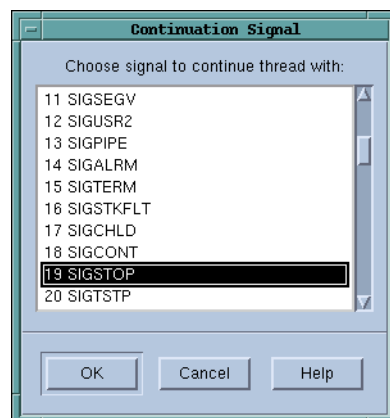 Continuation Signal
Choose signal to continue thread with:
11 SIGSEGV
12 SIGUSR2
13 SIGPIPE
14 SIGALRM
15 SIGTERM
16 SIGSTKFLT
17 SIGCHLD
18 SIGCONT
19 SIGSTOP
20 SIGTSTP
OK Cancel Help